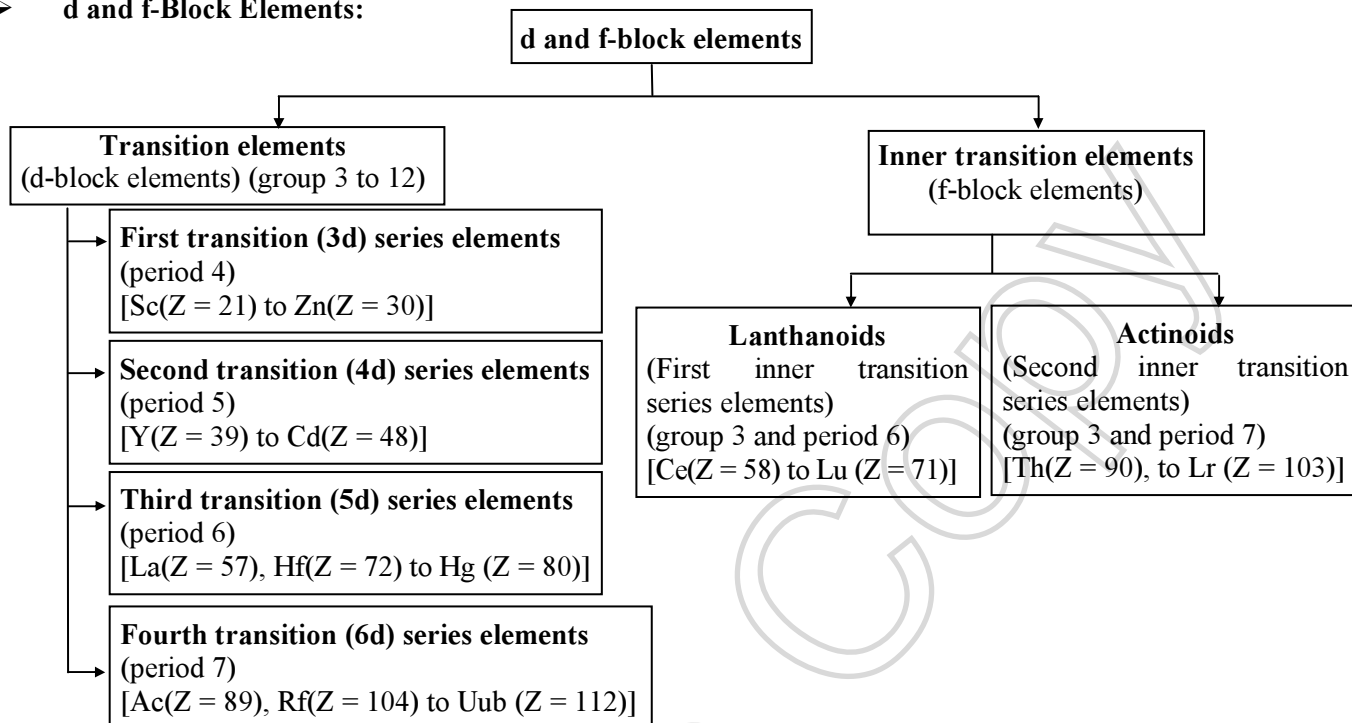 ➢ d and f-Block Elements:
d and f-block elements
Transition elements
(d-block elements) (group 3 to 12)
First transition (3d) series elements
(period 4)
[Sc(Z = 21) to Zn(Z = 30)]
Second transition (4d) series elements
(period 5)
[Y(Z = 39) to Cd(Z = 48)]
Third transition (5d) series elements
(period 6)
[La(Z = 57), Hf(Z = 72) to Hg (Z = 80)]
Fourth transition (6d) series elements
(period 7)
[Ac(Z = 89), Rf(Z = 104) to Uub (Z = 112)]
Inner transition elements
(f-block elements)
Lanthanoids
(First inner transition
series elements)
(group 3 and period 6)
[Ce(Z = 58) to Lu (Z = 71)]
Actinoids
(Second inner transition
series elements)
(group 3 and period 7)
[Th(Z = 90), to Lr (Z = 103)]
Copy